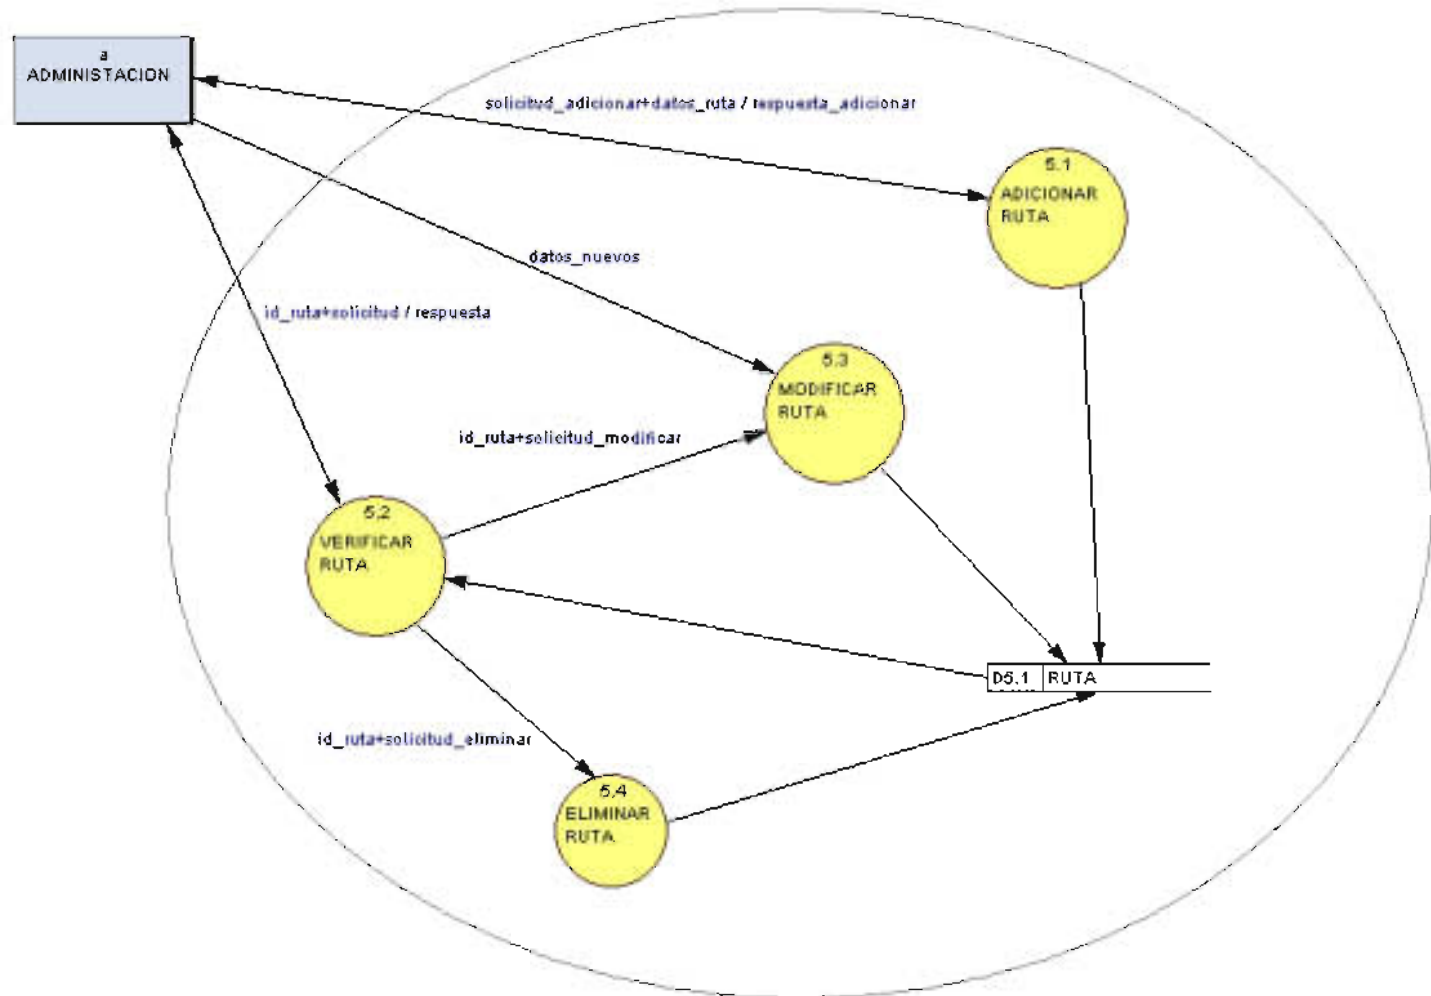 a
ADMINISTACION
solicitud_adicionar+datos_ruta / respuesta_adicionar
5.1
ADICIONAR
RUTA
datos_nuevos
id_ruta+solicitud / respuesta
5.3
MODIFICAR
RUTA
id_ruta+solicitud_modificar
5.2
VERIFICAR
RUTA
D5.1 RUTA
id_ruta+solicitud_eliminar
5.4
ELIMINAR
RUTA